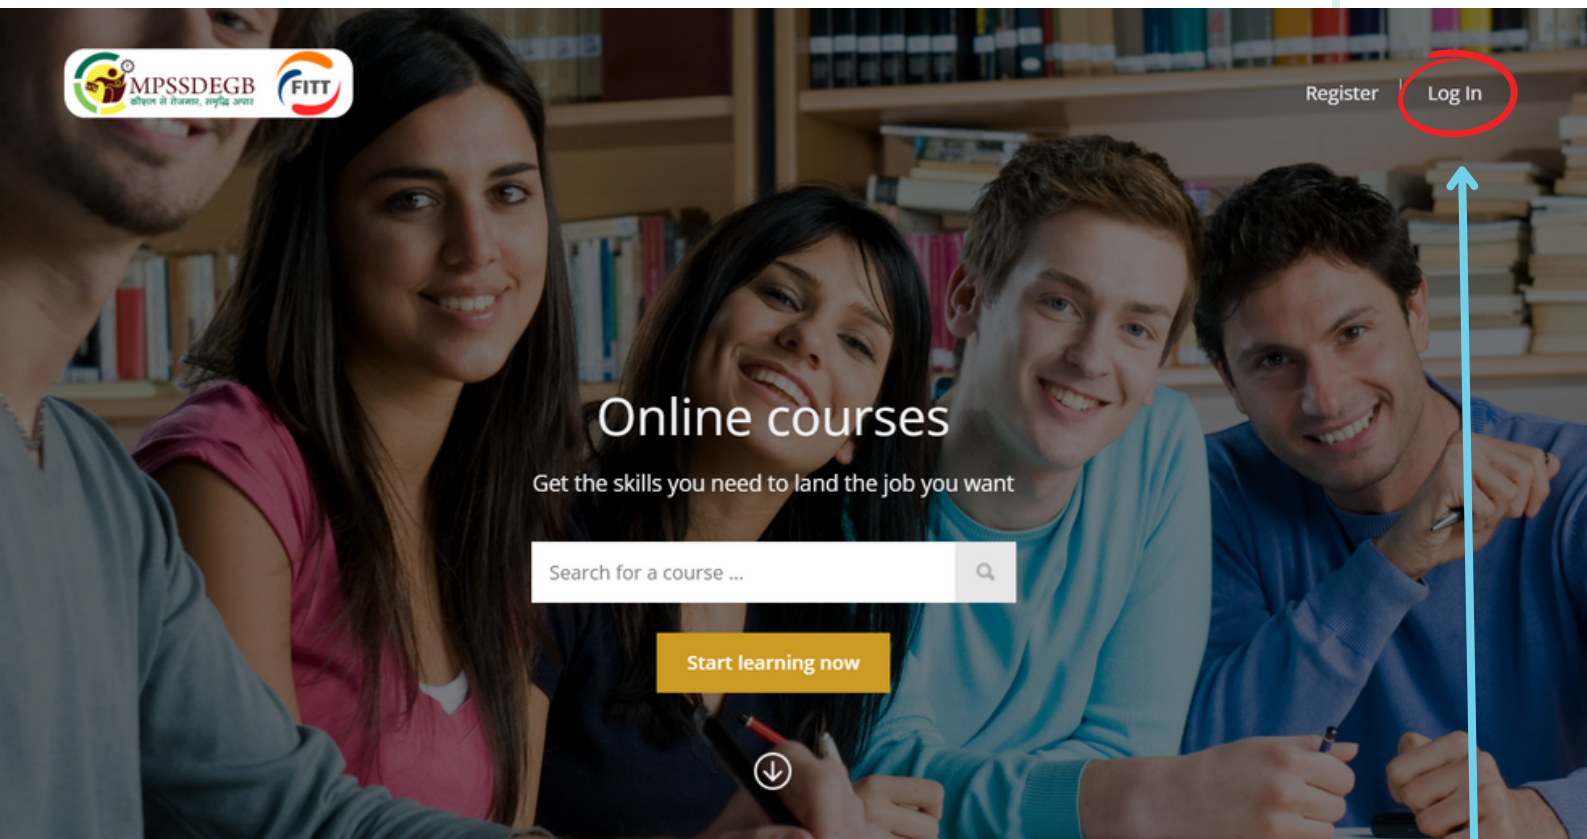 MPSSDEGB
कौशल से रोजगार, समृद्धि अपार
FITT
Register
Log In
Online courses
Get the skills you need to land the job you want
Search for a course ...
Start learning now